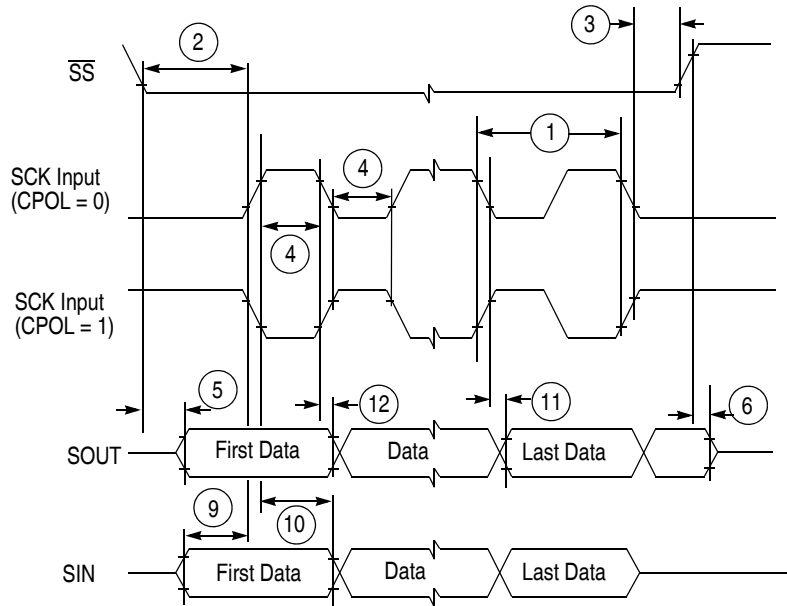 2
3
SS
1
SCK Input
(CPOL = 0)
4
4
SCK Input
(CPOL = 1)
5
12
11
6
SOUT
First Data
Data
Last Data
9
10
SIN
First Data
Data
Last Data